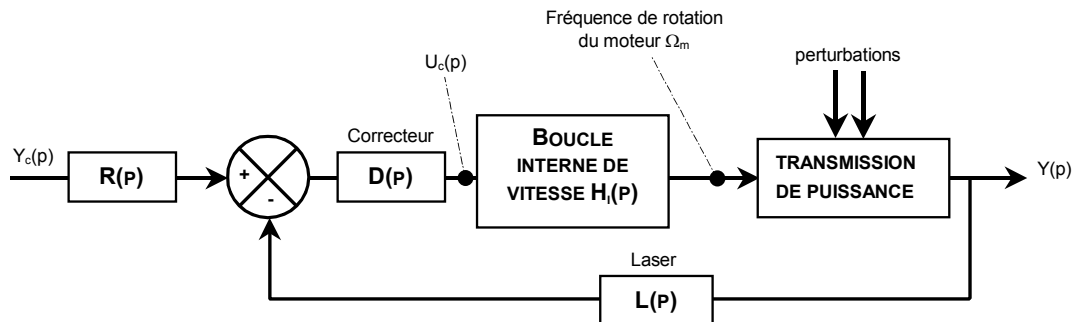 Fréquence de rotation
du moteur Ωm
perturbations
Uc(p)
Correcteur
Yc(p)
R(P)
+
-
D(P)
BOUCLE
INTERNE DE
VITESSE HI(P)
TRANSMISSION
DE PUISSANCE
Y(p)
Laser
L(P)